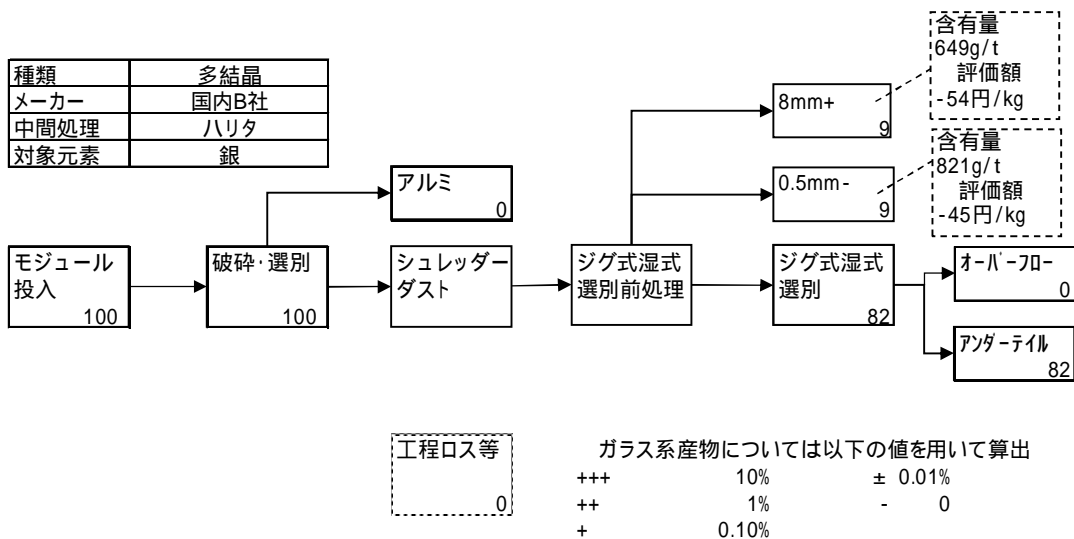 種類 多結晶
メーカー 国内B社
中間処理 ハリタ
対象元素 銀
含有量
649g/t
評価額
-54円/kg
8mm+
9
含有量
821g/t
評価額
-45円/kg
0.5mm-
9
アルミ
0
モジュール
投入
100
破砕・選別
100
シュレッダー
ダスト
ジグ式湿式
選別前処理
ジグ式湿式
選別
82
ｵｰﾊﾞｰﾌﾛｰ
0
ｱﾝﾀﾞｰﾃｲﾙ
82
工程ロス等
0
ガラス系産物については以下の値を用いて算出
+++ 10% ± 0.01%
++ 1% - 0
+ 0.10%